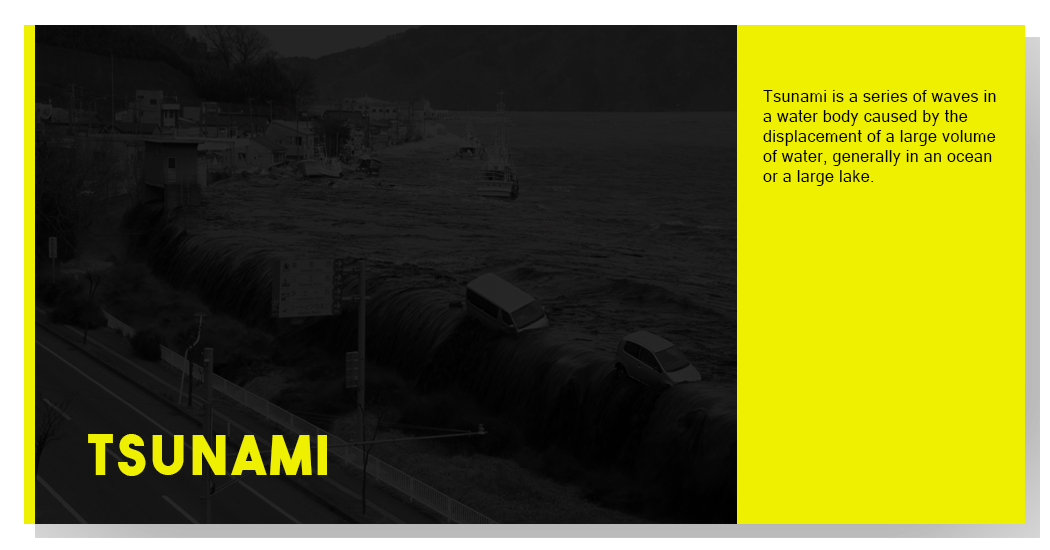 TSUNAMI
Tsunami is a series of waves in
a water body caused by the
displacement of a large volume
of water, generally in an ocean
or a large lake.